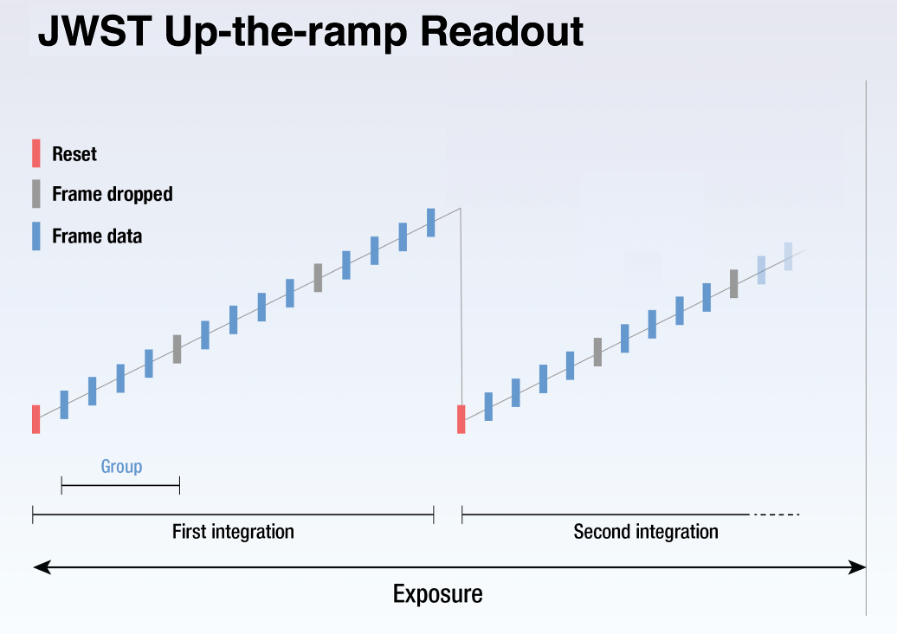 JWST Up-the-ramp Readout
Reset
Frame dropped
Frame data
Group
First integration
Second integration
Exposure